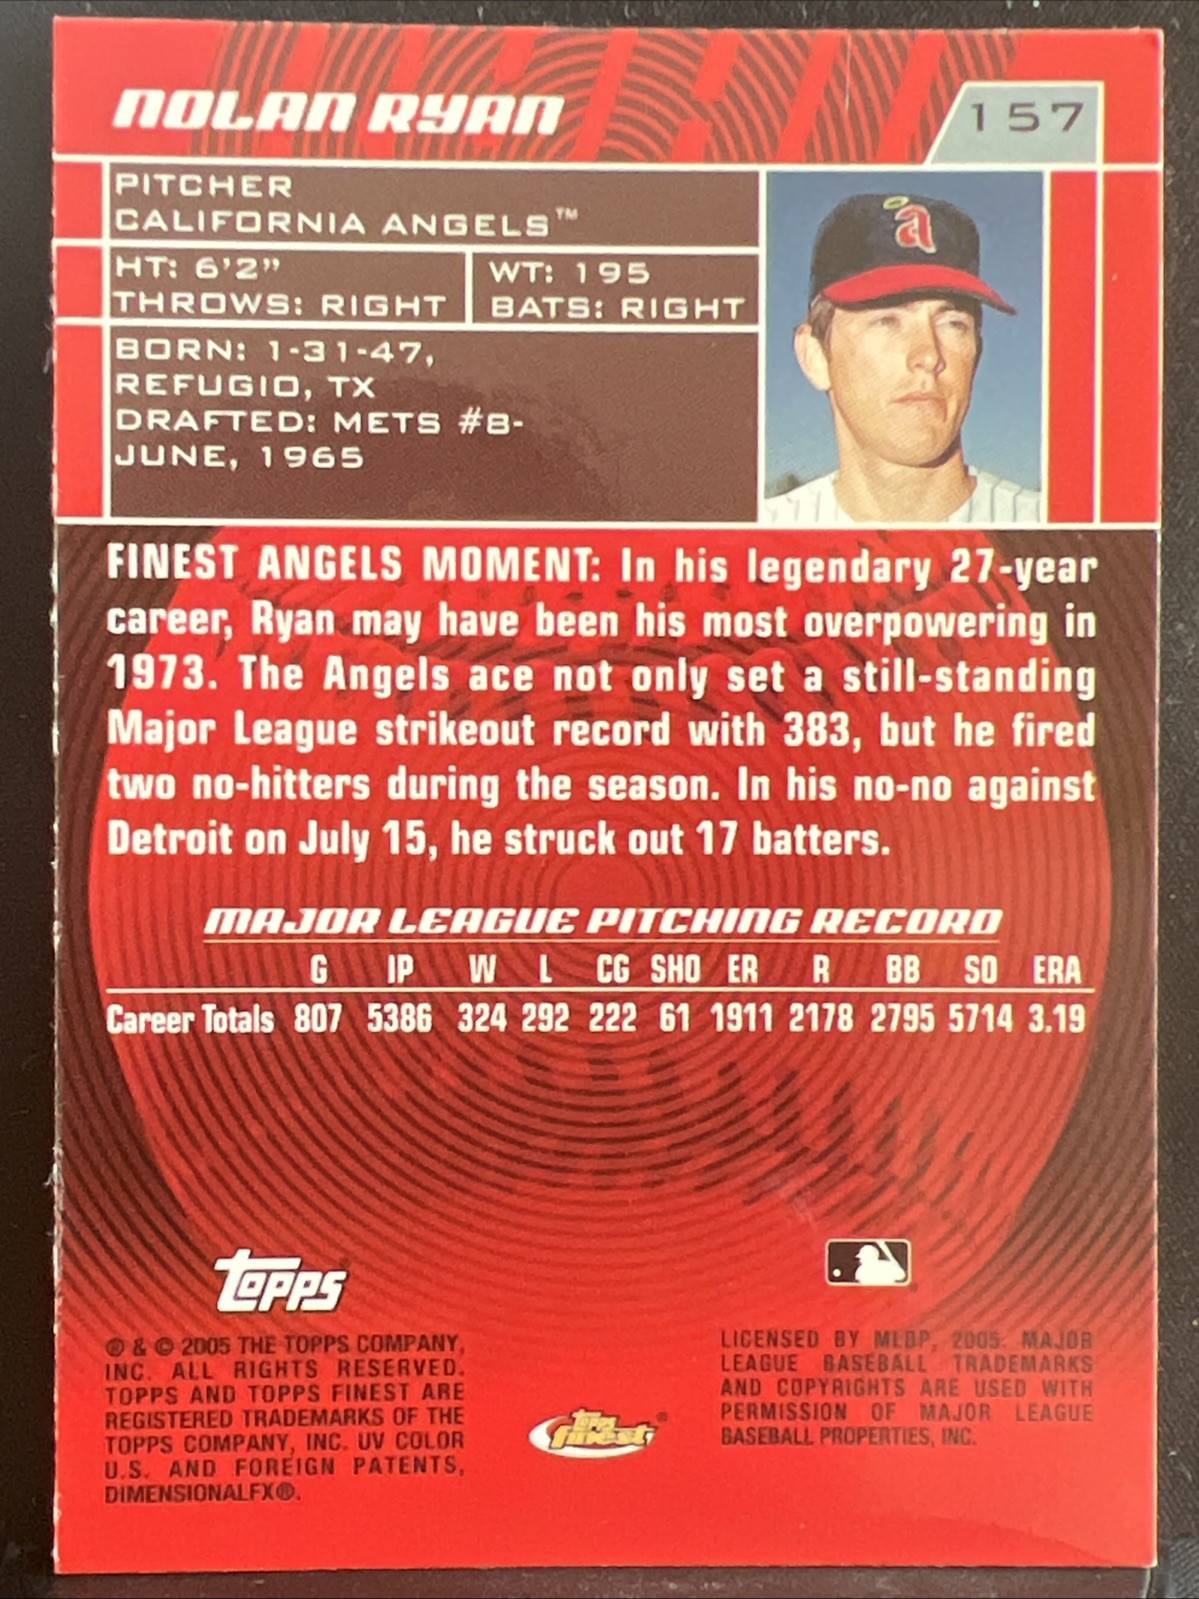 NOLAN RYAN
157
PITCHER
CALIFORNIA ANGELS™
HT: 6'2"
WT: 195
THROWS: RIGHT
BATS: RIGHT
BORN: 1-31-47,
REFUGIO, TX
DRAFTED: METS #8-
JUNE, 1965
a
FINEST ANGELS MOMENT: In his legendary 27-year
career, Ryan may have been his most overpowering in
1973. The Angels ace not only set a still-standing
Major League strikeout record with 383, but he fired
two no-hitters during the season. In his no-no against
Detroit on July 15, he struck out 17 batters.
MAJOR LEAGUE PITCHING RECORD
G IP W L CG SHO ER R BB SO ERA
Career Totals 807 5386 324 292 222 61 1911 2178 2795 5714 3.19
Topps
® & © 2005 THE TOPPS COMPANY,
INC. ALL RIGHTS RESERVED.
TOPPS AND TOPPS FINEST ARE
REGISTERED TRADEMARKS OF THE
TOPPS COMPANY, INC. UV COLOR
U.S. AND FOREIGN PATENTS,
DIMENSIONALFX®.
Topps
finest®
LICENSED BY MLBP, 2005. MAJOR
LEAGUE BASEBALL TRADEMARKS
AND COPYRIGHTS ARE USED WITH
PERMISSION OF MAJOR LEAGUE
BASEBALL PROPERTIES, INC.